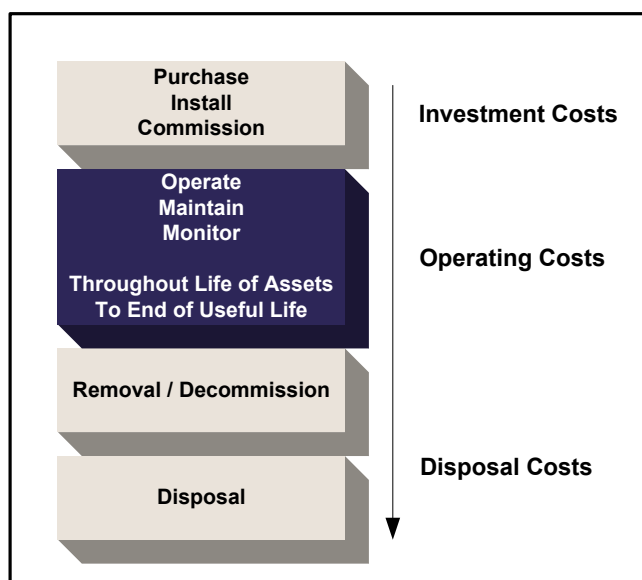 Purchase
Install
Commission
Investment Costs
Operate
Maintain
Monitor
Throughout Life of Assets
To End of Useful Life
Operating Costs
Removal / Decommission
Disposal Costs
Disposal